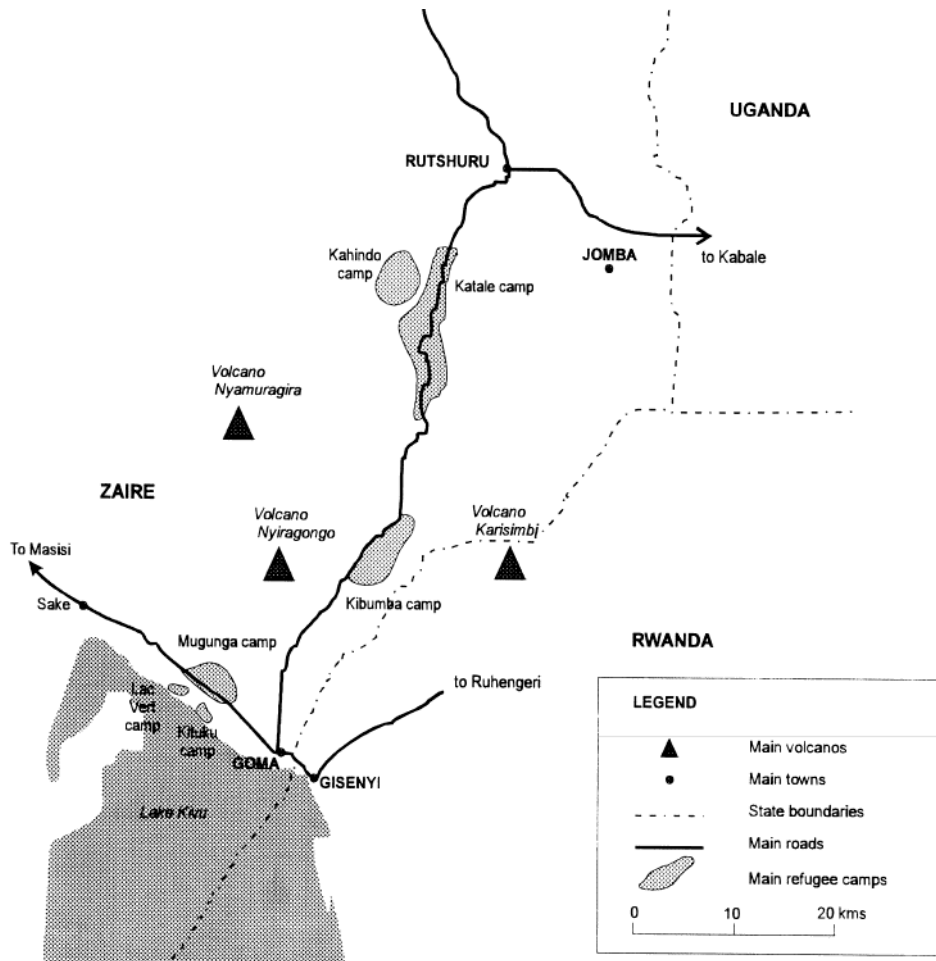 UGANDA
RUTSHURU
Kahindo
camp
JOMBA
to Kabale
Katale camp
Volcano
Nyamuragira
ZAIRE
Volcano
Nyiragongo
Volcano
Karisimbi
To Masisi
Sake
Kibumba camp
Mugunga camp
RWANDA
to Ruhengeri
Lac
Vert
camp
Kituku
camp
GOMA
GISENYI
Lake Kivu
LEGEND
Main volcanos
Main towns
State boundaries
Main roads
Main refugee camps
0 10 20 kms